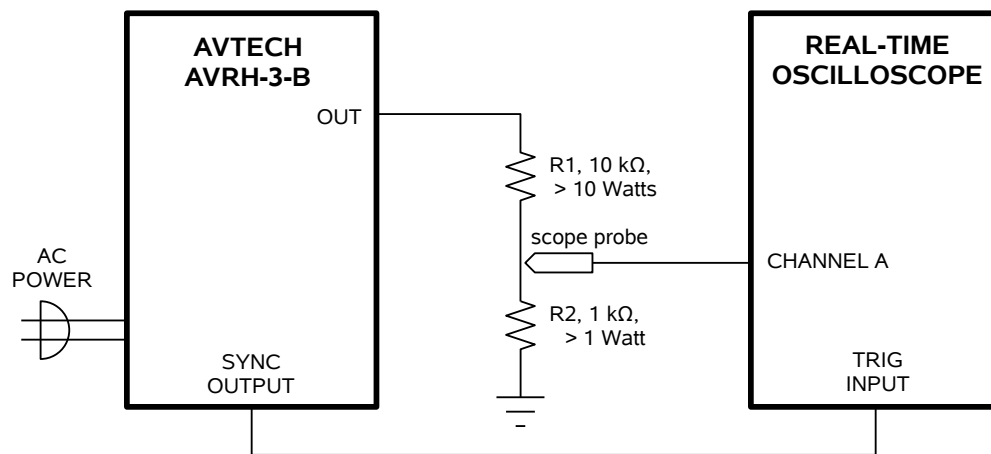 AVTECH
AVRH-3-B
OUT
REAL-TIME
OSCILLOSCOPE
R1, 10 kΩ,
> 10 Watts
scope probe
CHANNEL A
AC
POWER
R2, 1 kΩ,
> 1 Watt
SYNC
OUTPUT
TRIG
INPUT